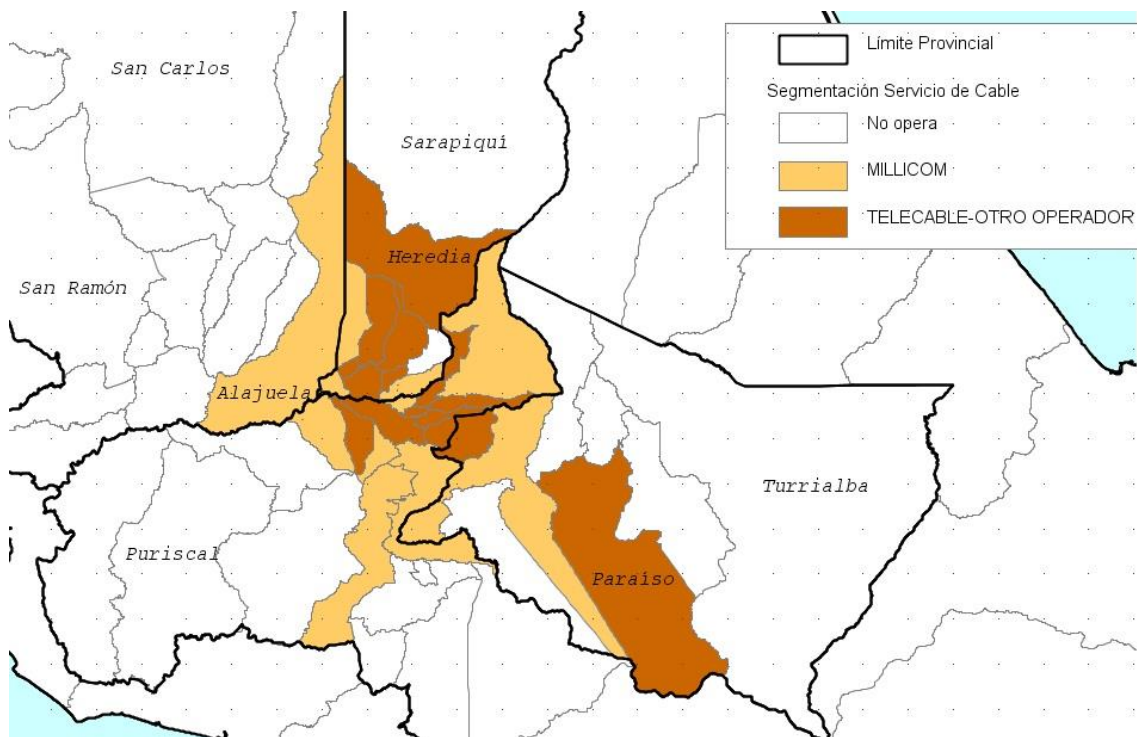 Límite Provincial
Segmentación Servicio de Cable
No opera
MILLICOM
TELECABLE-OTRO OPERADOR
San Carlos
Sarapiquí
Heredia
San Ramón
Alajuela
Turrialba
Puriscal
Paraíso